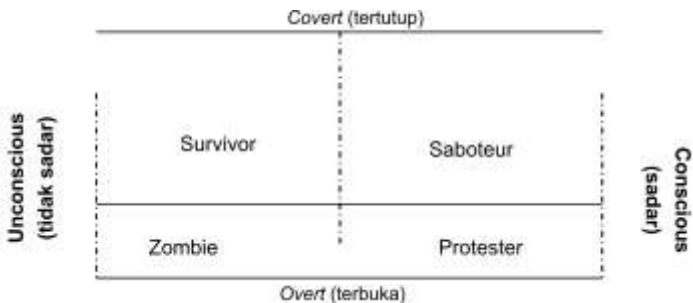 Covert (tertutup)
Unconscious
(tidak sadar)
Survivor
Saboteur
Conscious
(sadar)
Zombie
Protester
Overt (terbuka)